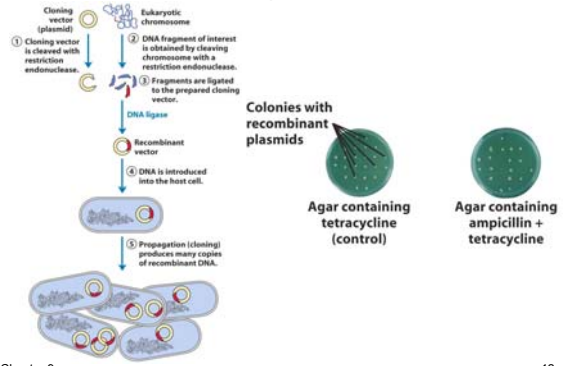 Cloning
vector
(plasmid)
Eukaryotic
chromosome
① Cloning vector
is cleaved with
restriction
endonuclease.
② DNA fragment of interest
is obtained by cleaving
chromosome with a
restriction endonuclease.
③ Fragments are ligated
to the prepared cloning
vector.
DNA ligase
Recombinant
vector
④ DNA is introduced
into the host cell.
⑤ Propagation (cloning)
produces many copies
of recombinant DNA.
Colonies with
recombinant
plasmids
Agar containing
tetracycline
(control)
Agar containing
ampicillin +
tetracycline